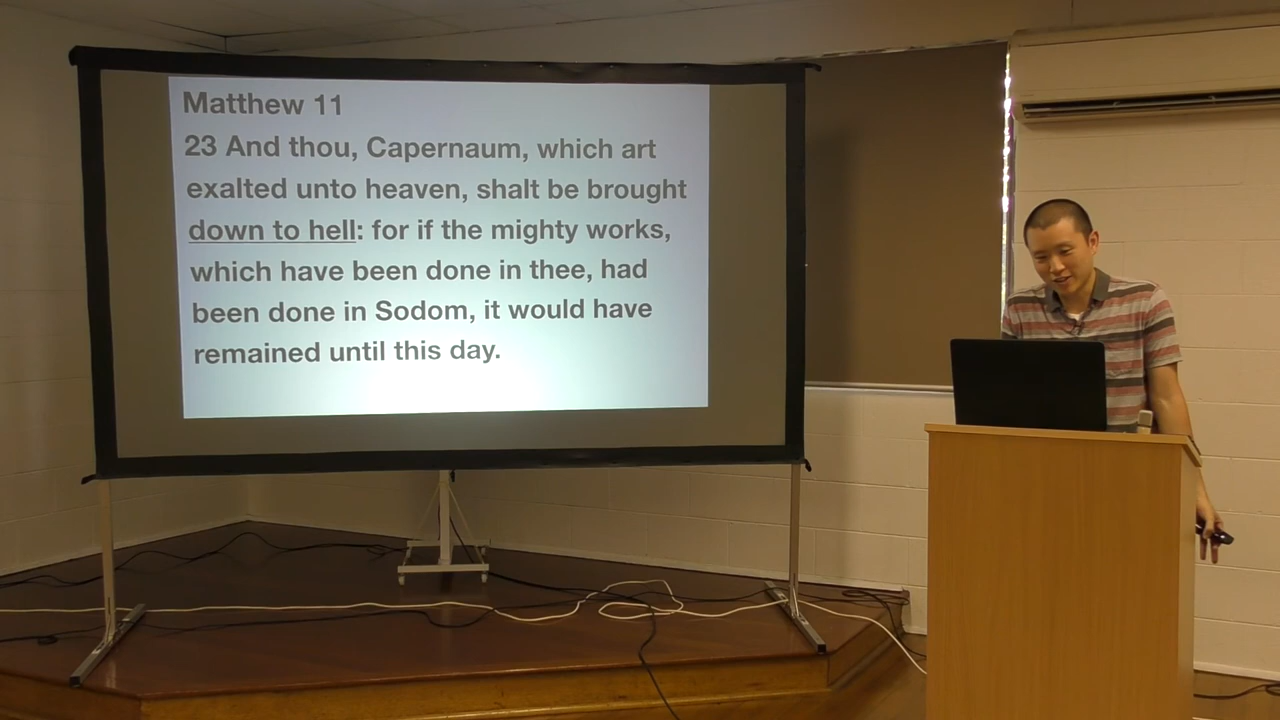 Matthew 11
23 And thou, Capernaum, which art
exalted unto heaven, shalt be brought
down to hell: for if the mighty works,
which have been done in thee, had
been done in Sodom, it would have
remained until this day.